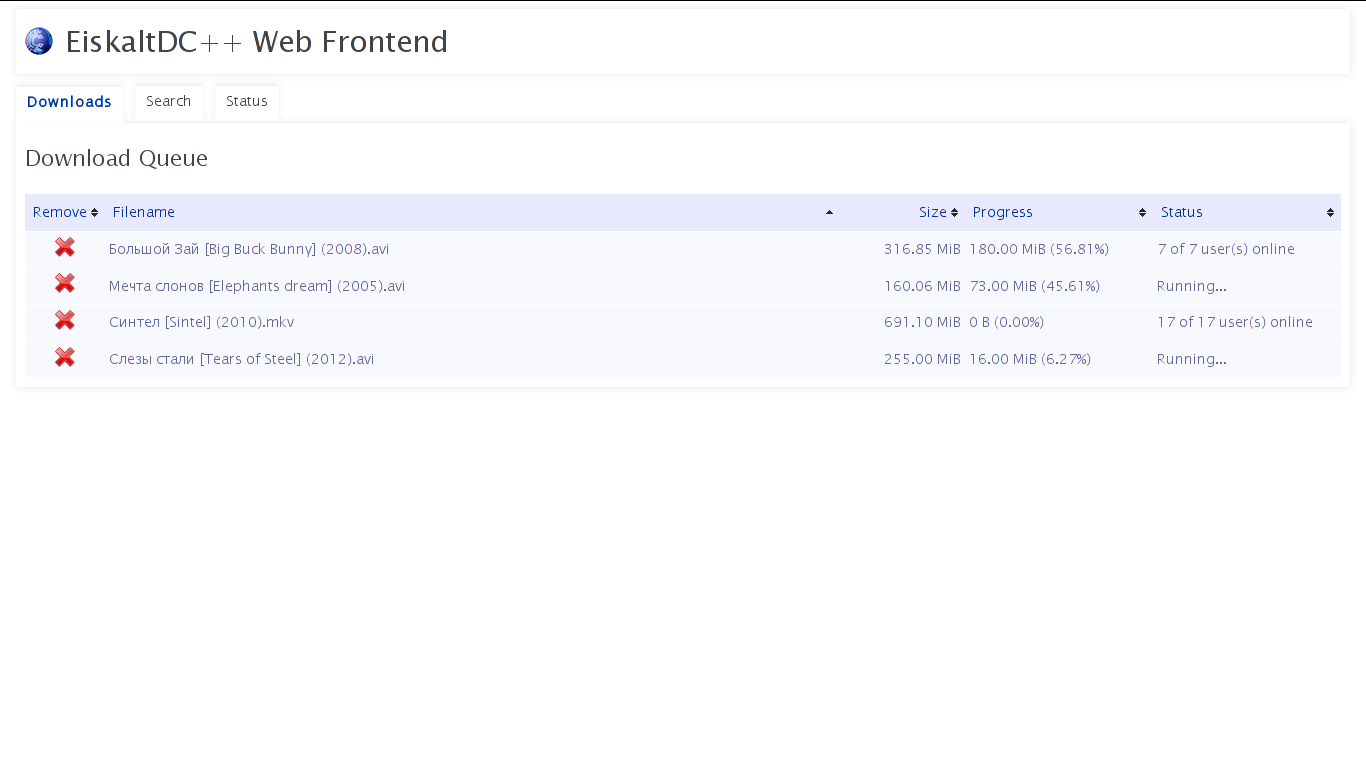 EiskaltDC++ Web Frontend
Downloads Search Status
Download Queue
Remove Filename Size Progress Status
Большой Зай [Big Buck Bunny] (2008).avi 316.85 MiB 180.00 MiB (56.81%) 7 of 7 user(s) online
Мечта слонов [Elephants dream] (2005).avi 160.06 MiB 73.00 MiB (45.61%) Running...
Синтел [Sintel] (2010).mkv 691.10 MiB 0 B (0.00%) 17 of 17 user(s) online
Слезы стали [Tears of Steel] (2012).avi 255.00 MiB 16.00 MiB (6.27%) Running...